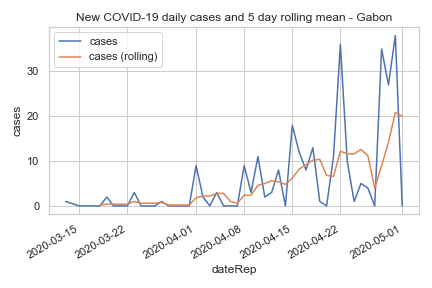 New COVID-19 daily cases and 5 day rolling mean - Gabon
cases
cases (rolling)
cases
30
20
10
0
2020-03-15
2020-03-22
2020-04-01
2020-04-08
2020-04-15
2020-04-22
2020-05-01
dateRep